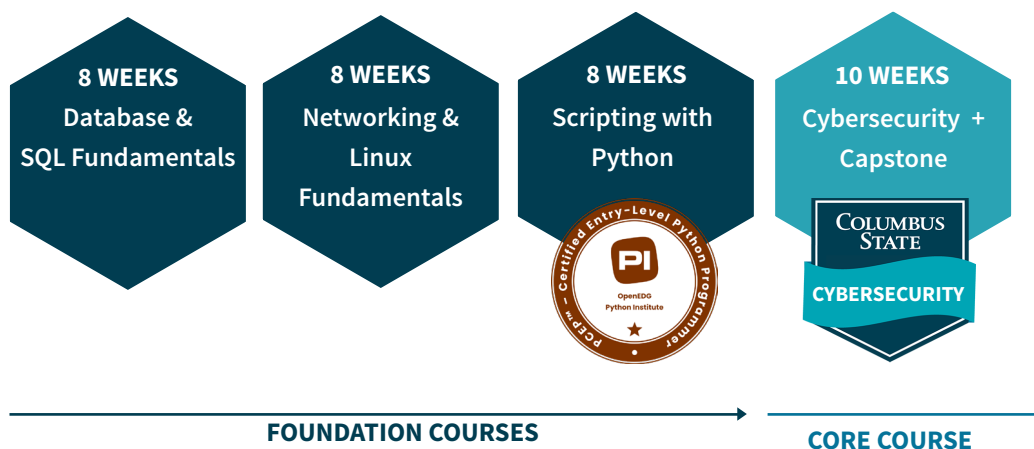 8 WEEKS
Database &
SQL Fundamentals
8 WEEKS
Networking &
Linux
Fundamentals
8 WEEKS
Scripting with
Python
PCEP™ – Certified Entry-Level Python Programmer
PI
OpenEDG
Python Institute
10 WEEKS
Cybersecurity +
Capstone
COLUMBUS
STATE
CYBERSECURITY
FOUNDATION COURSES
CORE COURSE